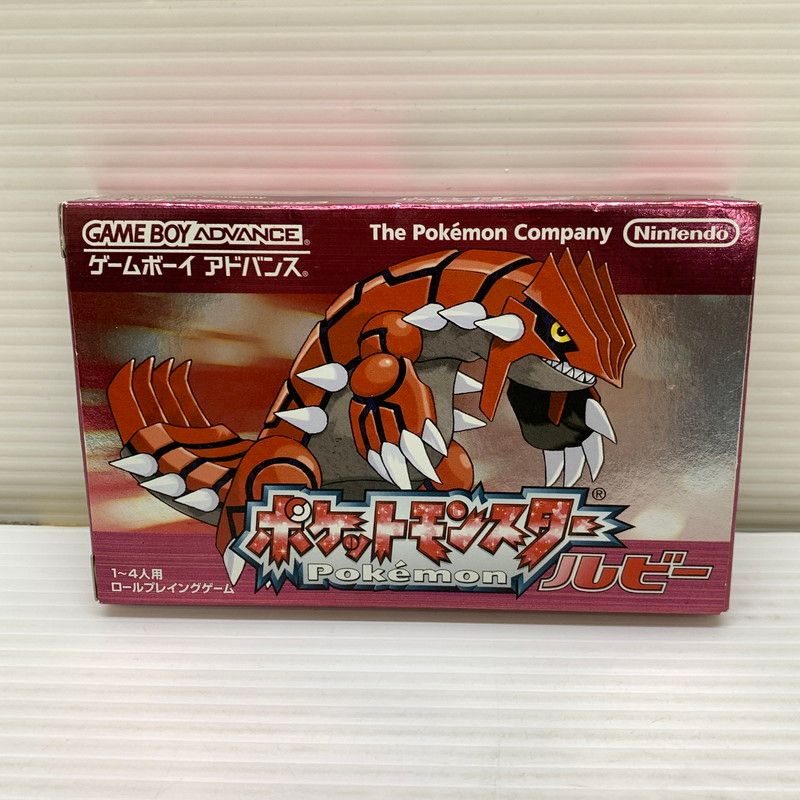 GAME BOY ADVANCE®
ゲームボーイ アドバンス®
The Pokémon Company
Nintendo®
ポケットモンスター®
Pokémon
ルビー
1~4人用
ロールプレイングゲーム